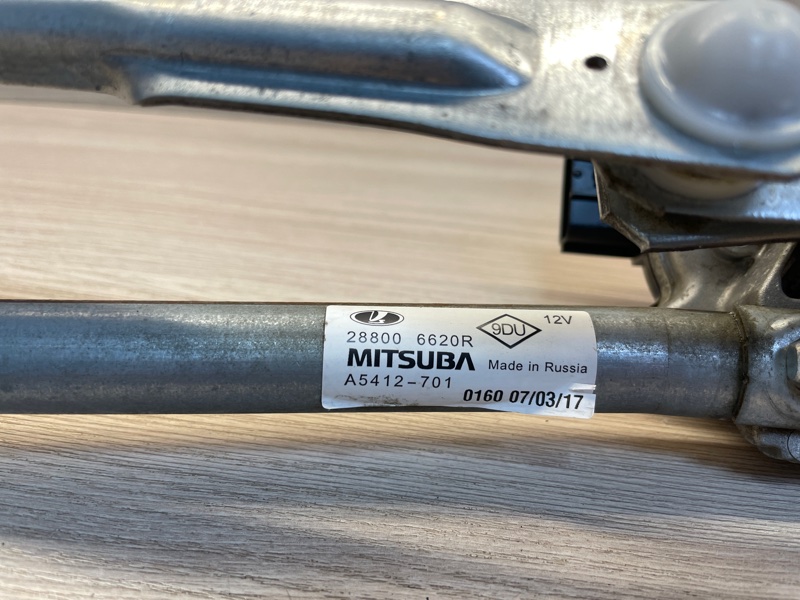 9DU 12V
28800 6620R
MITSUBA Made in Russia
A5412-701
0160 07/03/17